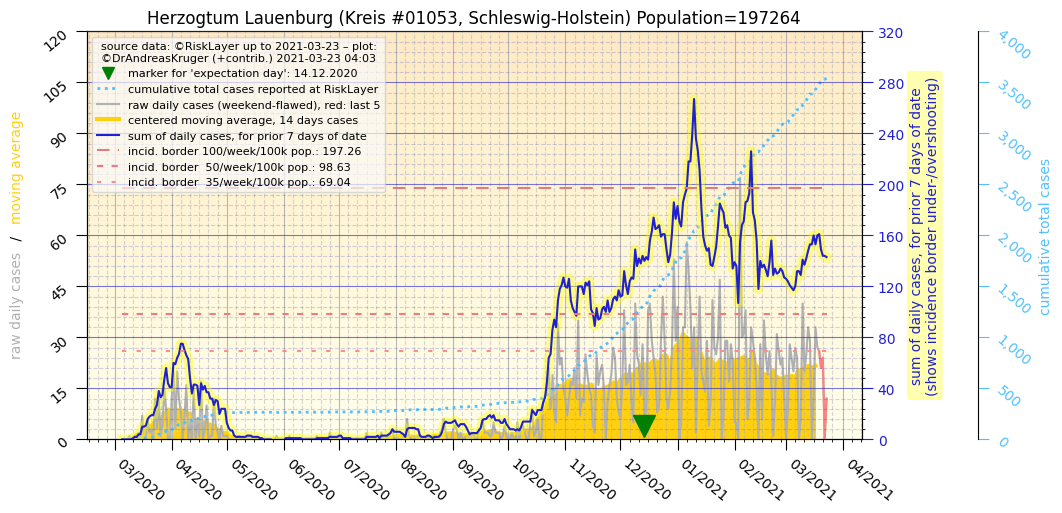 Herzogtum Lauenburg (Kreis #01053, Schleswig-Holstein) Population=197264
source data: ©RiskLayer up to 2021-03-23 – plot:
©DrAndreasKruger (+contrib.) 2021-03-23 04:03
marker for 'expectation day': 14.12.2020
cumulative total cases reported at RiskLayer
raw daily cases (weekend-flawed), red: last 5
centered moving average, 14 days cases
sum of daily cases, for prior 7 days of date
incid. border 100/week/100k pop.: 197.26
incid. border  50/week/100k pop.: 98.63
incid. border  35/week/100k pop.: 69.04
raw daily cases / moving average
120
105
90
75
60
45
30
15
0
320
280
240
200
160
120
80
40
0
sum of daily cases, for prior 7 days of date
(shows incidence border under-/overshooting)
4,000
3,500
3,000
2,500
2,000
1,500
1,000
500
0
cumulative total cases
03/2020
04/2020
05/2020
06/2020
07/2020
08/2020
09/2020
10/2020
11/2020
12/2020
01/2021
02/2021
03/2021
04/2021